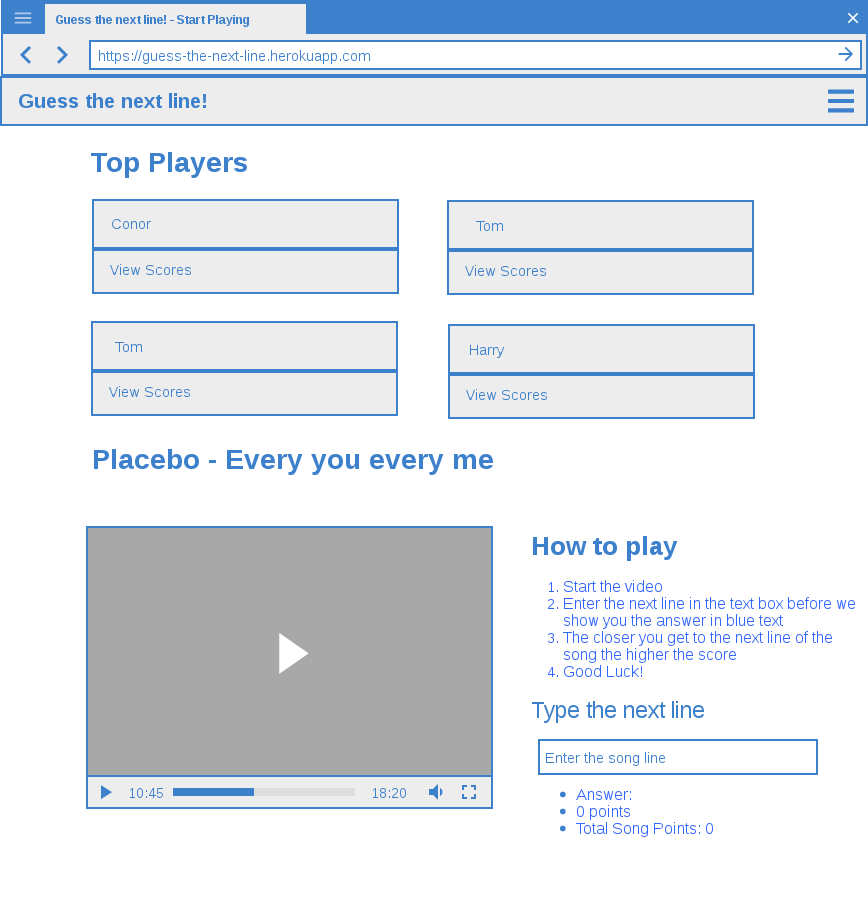 Guess the next line! - Start Playing
https://guess-the-next-line.herokuapp.com
Guess the next line!
Top Players
Conor
View Scores
Tom
View Scores
Tom
View Scores
Harry
View Scores
Placebo - Every you every me
10:45
18:20
How to play
1. Start the video
2. Enter the next line in the text box before we
show you the answer in blue text
3. The closer you get to the next line of the
song the higher the score
4. Good Luck!
Type the next line
Enter the song line
• Answer:
• 0 points
• Total Song Points: 0